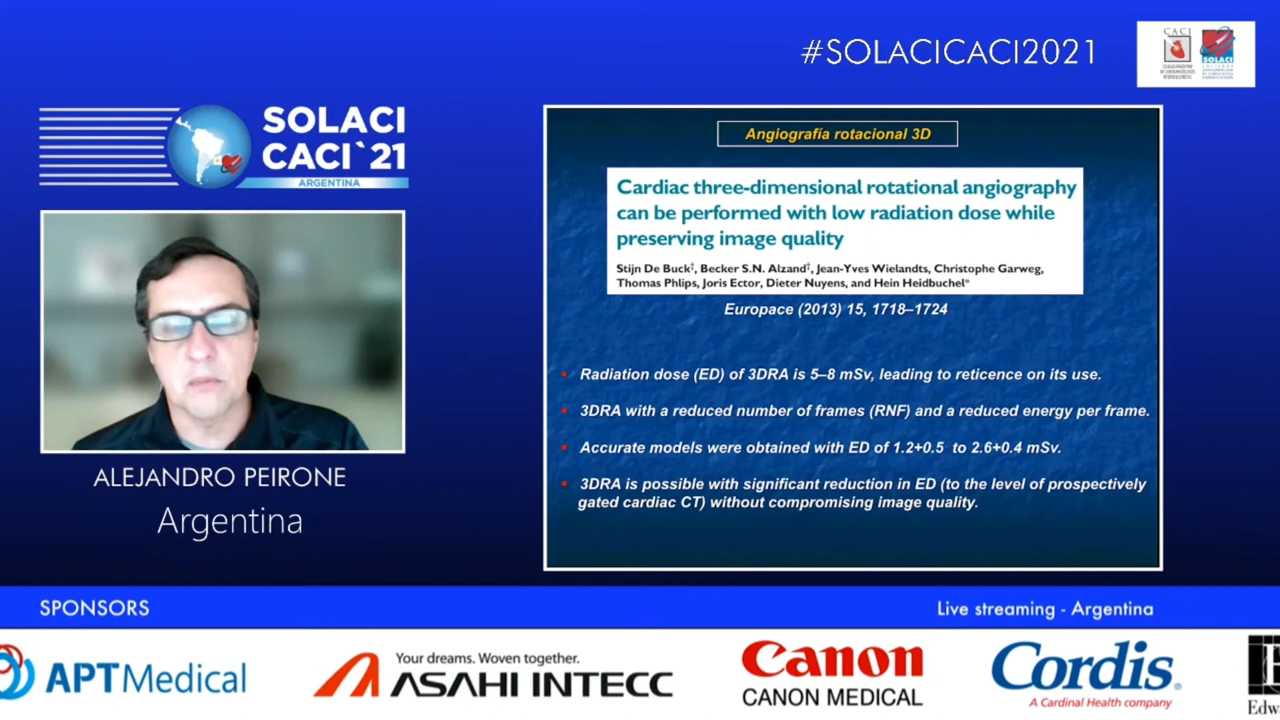 #SOLACICACI2021
CACI
SOLACI
SOLACI
CACI`21
ARGENTINA
Angiografía rotacional 3D
Cardiac three-dimensional rotational angiography
can be performed with low radiation dose while
preserving image quality
Stijn De Buck†, Becker S.N. Alzand†, Jean-Yves Wielandts, Christophe Garweg,
Thomas Phlips, Joris Ector, Dieter Nuyens, and Hein Heidbuchel*
Europace (2013) 15, 1718–1724
Radiation dose (ED) of 3DRA is 5–8 mSv, leading to reticence on its use.
3DRA with a reduced number of frames (RNF) and a reduced energy per frame.
Accurate models were obtained with ED of 1.2+0.5 to 2.6+0.4 mSv.
3DRA is possible with significant reduction in ED (to the level of prospectively
gated cardiac CT) without compromising image quality.
ALEJANDRO PEIRONE
Argentina
SPONSORS
Live streaming - Argentina
APT Medical
Your dreams. Woven together.
ASAHI INTECC
Canon
CANON MEDICAL
Cordis®
A Cardinal Health company
E
Edwa